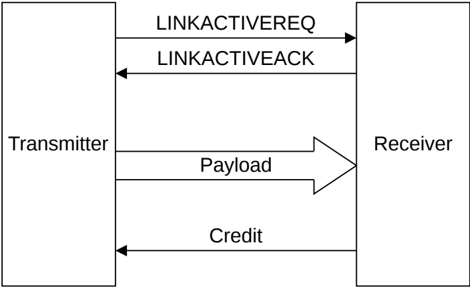 LINKACTIVEREQ
LINKACTIVEACK
Transmitter
Receiver
Payload
Credit